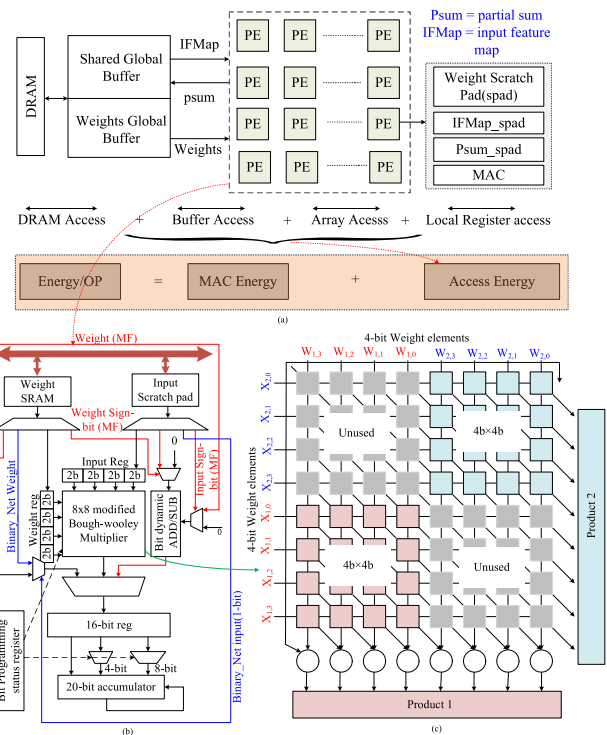 Psum = partial sum
IFMap = input feature
map
DRAM
Shared Global
Buffer
Weights Global
Buffer
IFMap
psum
Weights
PE PE PE
PE PE PE
PE PE PE
PE PE PE
Weight Scratch
Pad(spad)
IFMap_spad
Psum_spad
MAC
DRAM Access + Buffer Access + Array Acesss + Local Register access
Energy/OP = MAC Energy + Access Energy
(a)
Weight (MF)
Weight
SRAM
Input
Scratch pad
Weight Sign-
bit (MF)
0
Input Sign-
bit (MF)
Binary_Net Weight
Input Reg
2b 2b 2b 2b
Weight reg
2b
2b
2b
2b
8x8 modified
Bough-wooley
Multiplier
Bit dynamic
ADD/SUB
0
16-bit reg
4-bit
8-bit
20-bit accumulator
Bit Programming
status register
Binary_Net input(1-bit)
(b)
4-bit Weight elements
W1,3 W1,2 W1,1 W1,0 W2,3 W2,2 W2,1 W2,0
4-bit Weight elements
X2,0
X2,1
X2,2
X2,3
X1,0
X1,1
X1,2
X1,3
Unused
4b×4b
4b×4b
Unused
Product 2
Product 1
(c)